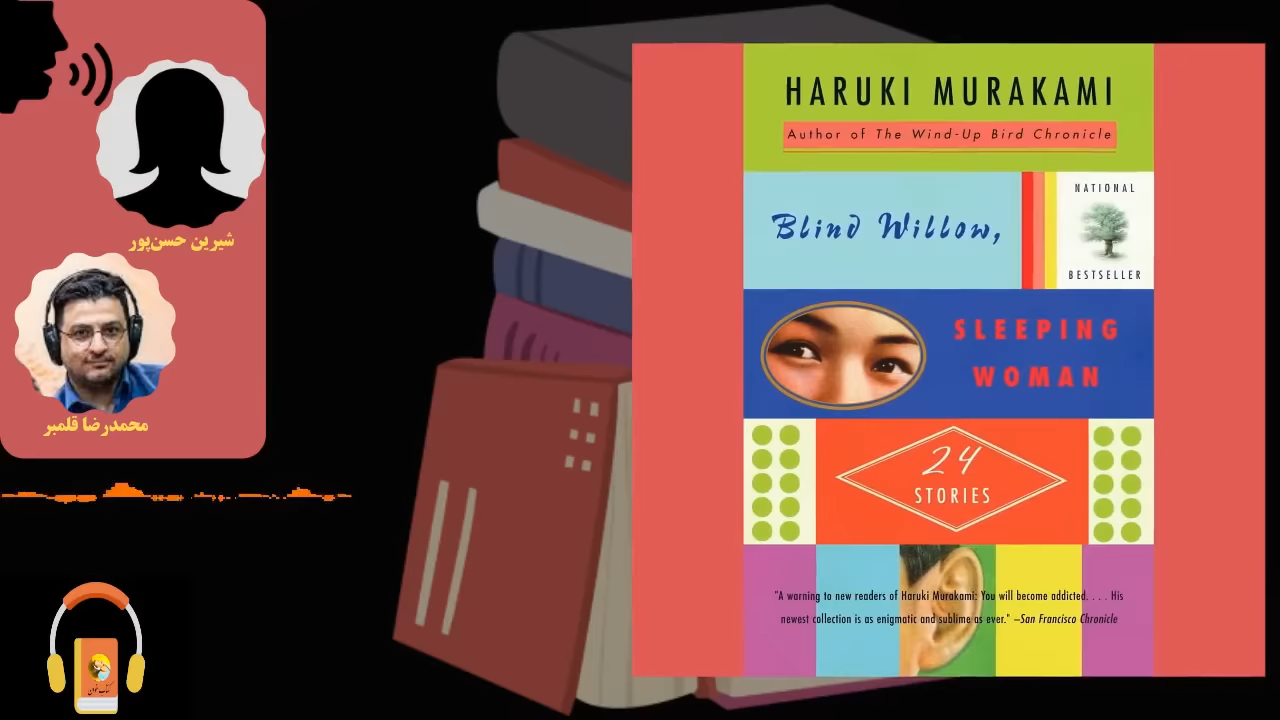 شیرین حسن‌پور
محمدرضا قلمبر
HARUKI MURAKAMI
Author of The Wind-Up Bird Chronicle
Blind Willow,
NATIONAL
BESTSELLER
SLEEPING
WOMAN
24
STORIES
"A warning to new readers of Haruki Murakami: You will become addicted. . . . His
newest collection is as enigmatic and sublime as ever." —San Francisco Chronicle